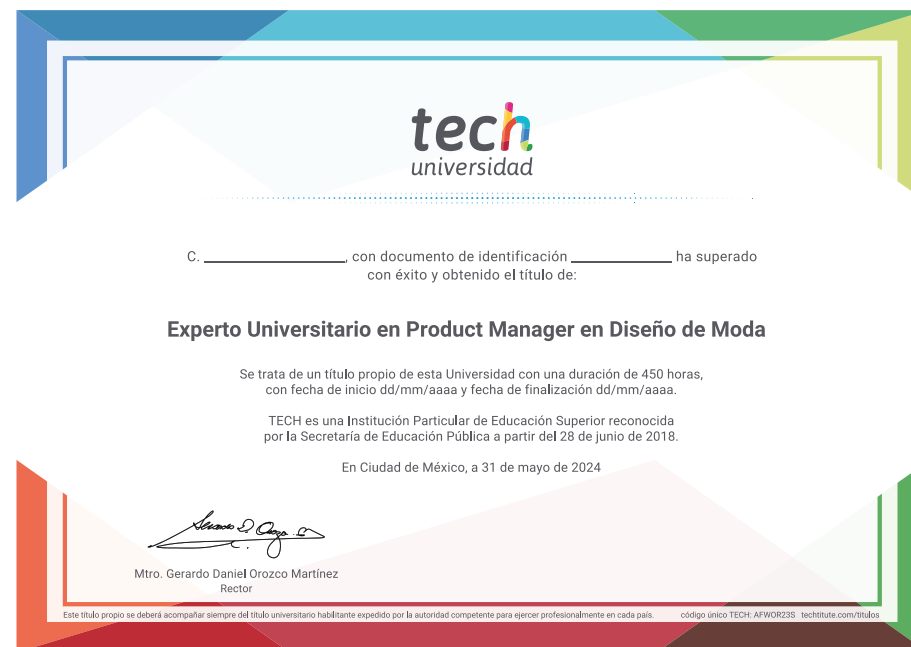 tech
universidad
C. ____________, con documento de identificación ____________ ha superado
con éxito y obtenido el título de:
Experto Universitario en Product Manager en Diseño de Moda
Se trata de un título propio de esta Universidad con una duración de 450 horas,
con fecha de inicio dd/mm/aaaa y fecha de finalización dd/mm/aaaa.
TECH es una Institución Particular de Educación Superior reconocida
por la Secretaría de Educación Pública a partir del 28 de junio de 2018.
En Ciudad de México, a 31 de mayo de 2024
Mtro. Gerardo Daniel Orozco Martínez
Rector
Este título propio se deberá acompañar siempre del título universitario habilitante expedido por la autoridad competente para ejercer profesionalmente en cada país. código único TECH: AFWOR23S techtitute.com/titulos